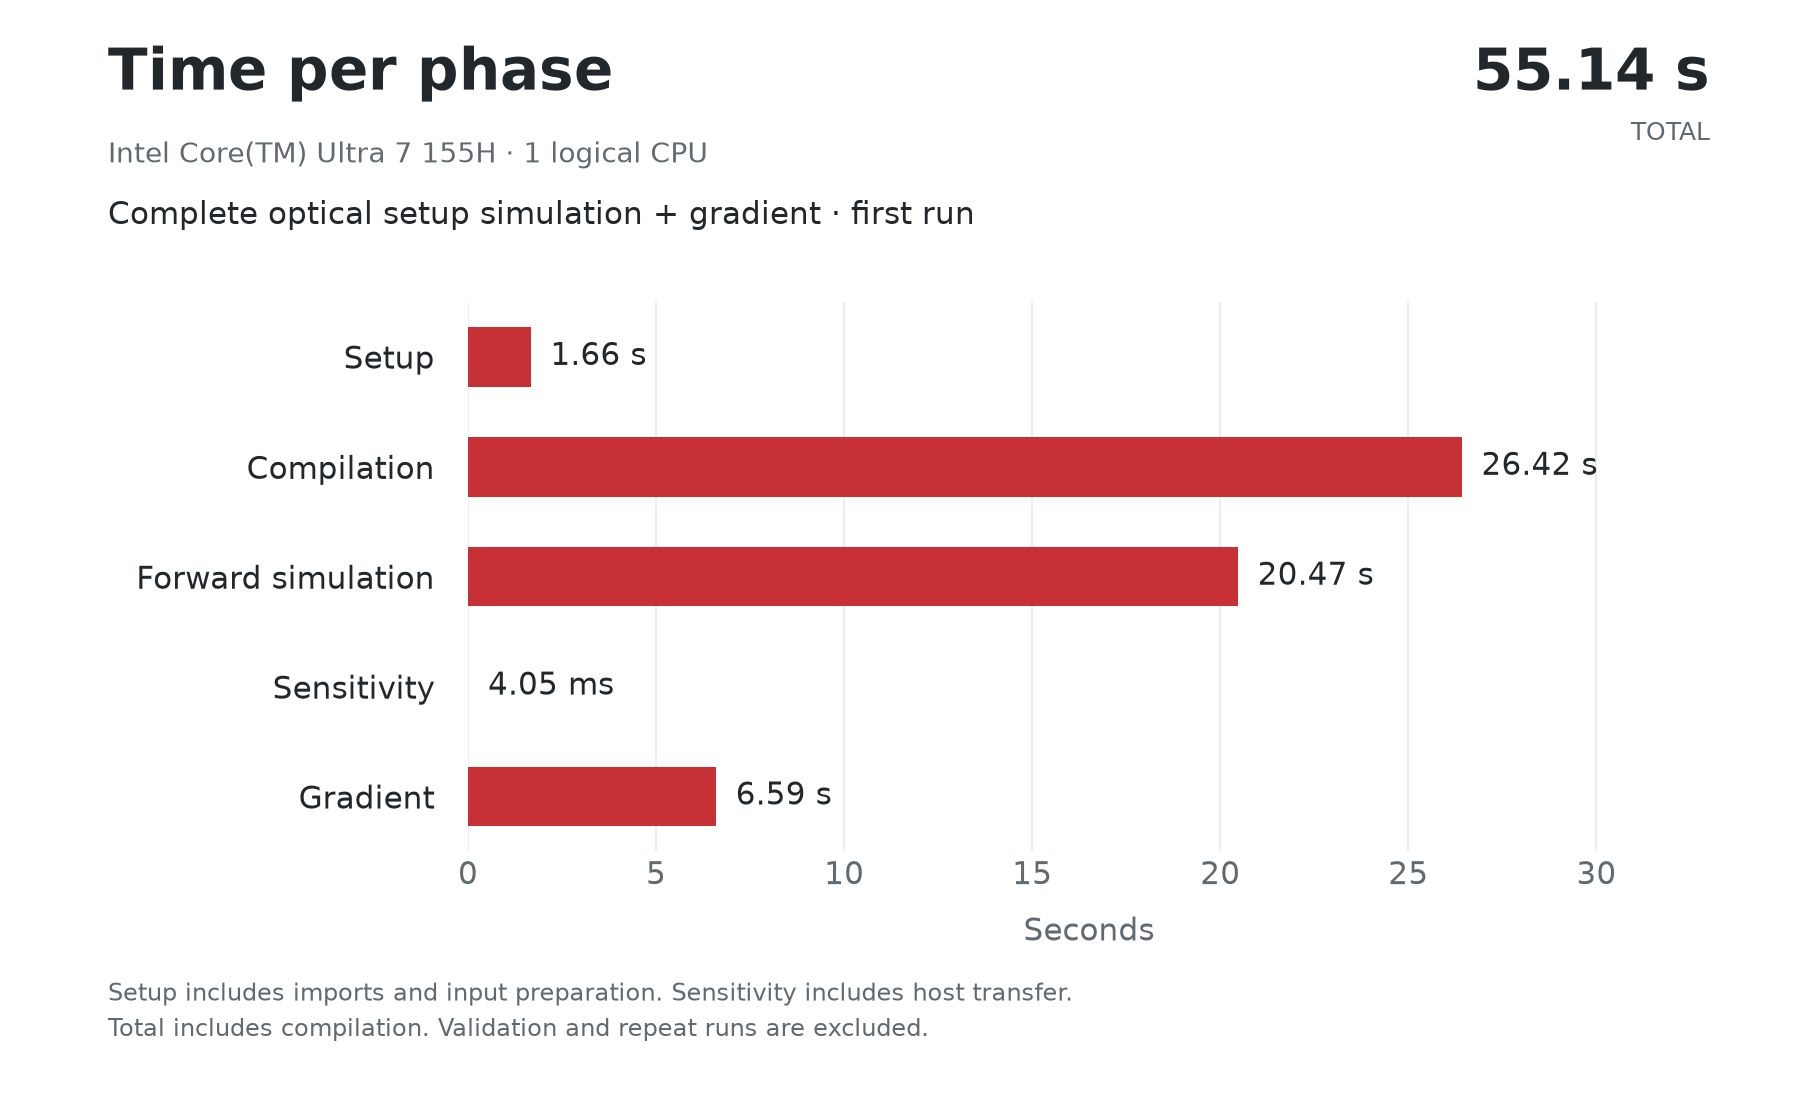 Time per phase
55.14 s
TOTAL
Intel Core(TM) Ultra 7 155H · 1 logical CPU
Complete optical setup simulation + gradient · first run
Setup
1.66 s
Compilation
26.42 s
Forward simulation
20.47 s
Sensitivity
4.05 ms
Gradient
6.59 s
0 5 10 15 20 25 30
Seconds
Setup includes imports and input preparation. Sensitivity includes host transfer.
Total includes compilation. Validation and repeat runs are excluded.